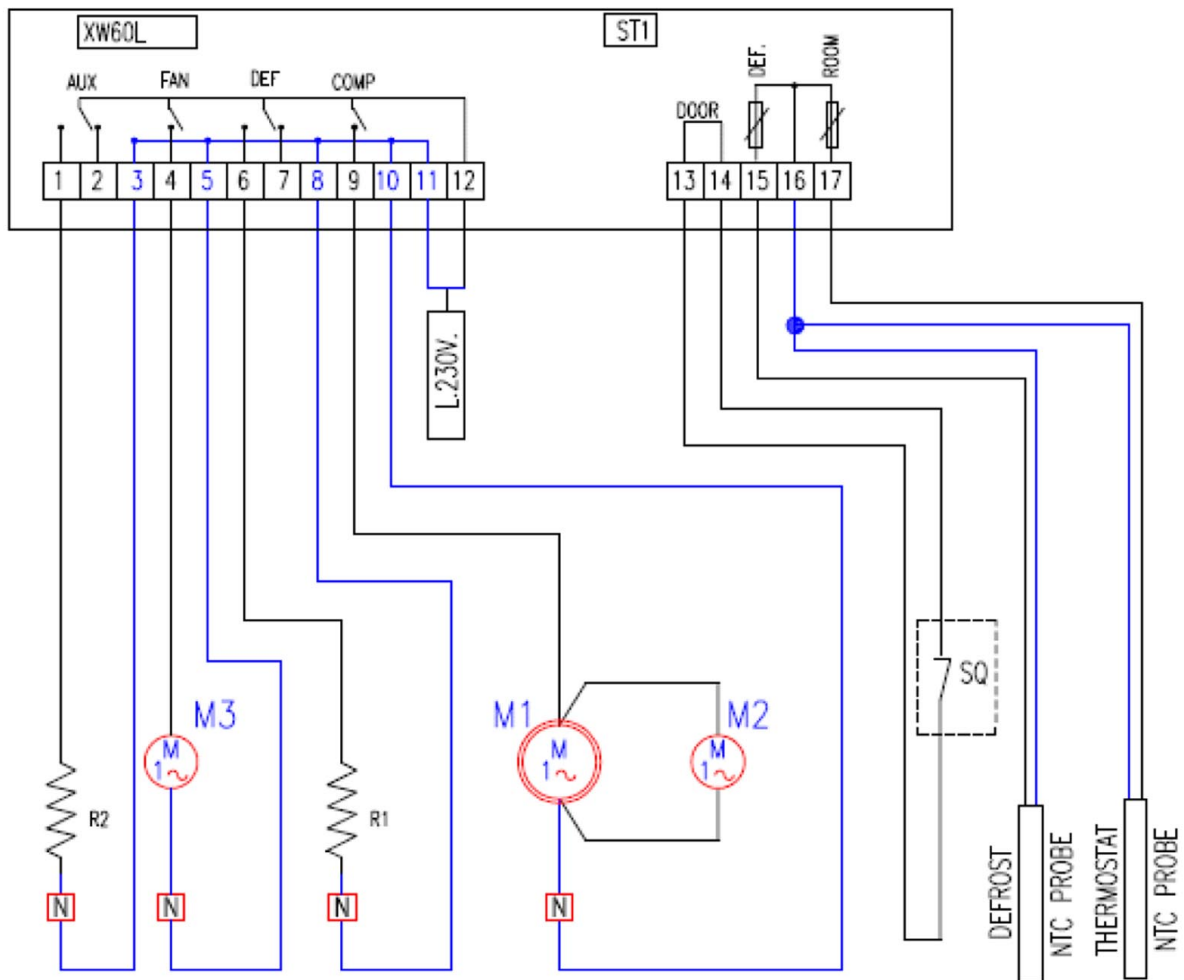 XW60L
ST1
AUX
FAN
DEF
COMP
DOOR
DEF.
ROOM
1 2 3 4 5 6 7 8 9 10 11 12
13 14 15 16 17
L.230V.
M3
M
1
M1
M
1
M2
M
1
SQ
R2
R1
N
N
N
N
DEFROST
NTC PROBE
THERMOSTAT
NTC PROBE